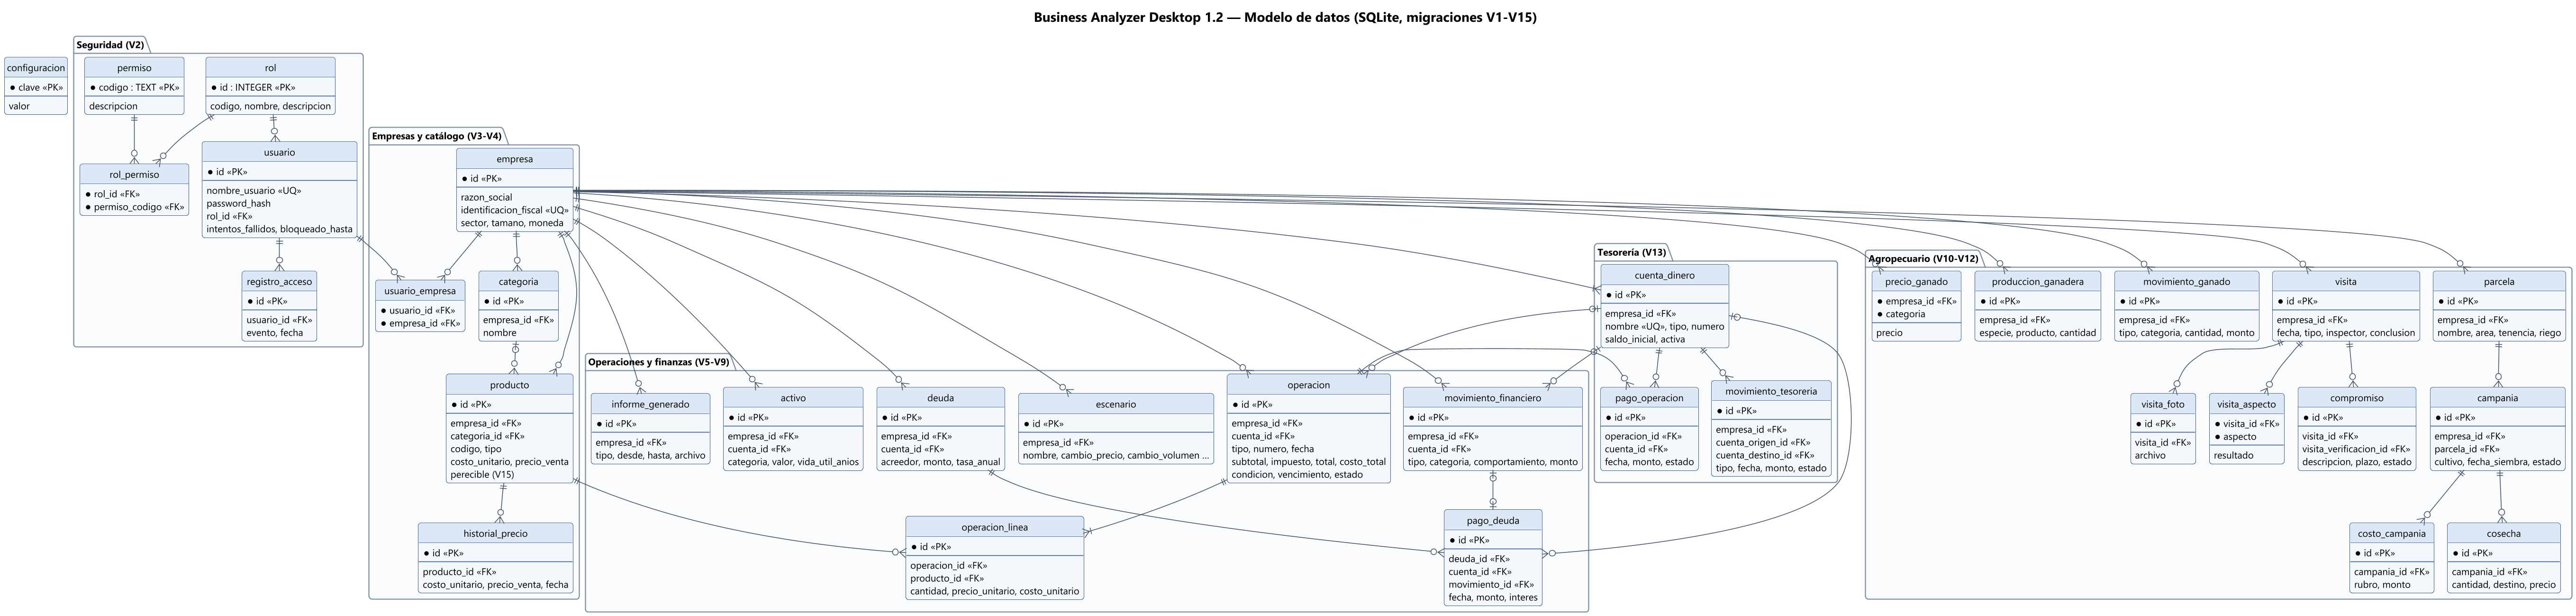 Business Analyzer Desktop 1.2 — Modelo de datos (SQLite, migraciones V1-V15)
configuracion
● clave «PK»
valor
Seguridad (V2)
permiso
● codigo : TEXT «PK»
descripcion
rol
● id : INTEGER «PK»
codigo, nombre, descripcion
rol_permiso
● rol_id «FK»
● permiso_codigo «FK»
usuario
● id «PK»
nombre_usuario «UQ»
password_hash
rol_id «FK»
intentos_fallidos, bloqueado_hasta
registro_acceso
● id «PK»
usuario_id «FK»
evento, fecha
Empresas y catálogo (V3-V4)
empresa
● id «PK»
razon_social
identificacion_fiscal «UQ»
sector, tamano, moneda
usuario_empresa
● usuario_id «FK»
● empresa_id «FK»
categoria
● id «PK»
empresa_id «FK»
nombre
producto
● id «PK»
empresa_id «FK»
categoria_id «FK»
codigo, tipo
costo_unitario, precio_venta
perecible (V15)
historial_precio
● id «PK»
producto_id «FK»
costo_unitario, precio_venta, fecha
Operaciones y finanzas (V5-V9)
informe_generado
● id «PK»
empresa_id «FK»
tipo, desde, hasta, archivo
activo
● id «PK»
empresa_id «FK»
cuenta_id «FK»
categoria, valor, vida_util_anios
deuda
● id «PK»
empresa_id «FK»
cuenta_id «FK»
acreedor, monto, tasa_anual
escenario
● id «PK»
empresa_id «FK»
nombre, cambio_precio, cambio_volumen ...
operacion
● id «PK»
empresa_id «FK»
cuenta_id «FK»
tipo, numero, fecha
subtotal, impuesto, total, costo_total
condicion, vencimiento, estado
movimiento_financiero
● id «PK»
empresa_id «FK»
cuenta_id «FK»
tipo, categoria, comportamiento, monto
operacion_linea
● id «PK»
operacion_id «FK»
producto_id «FK»
cantidad, precio_unitario, costo_unitario
pago_deuda
● id «PK»
deuda_id «FK»
cuenta_id «FK»
movimiento_id «FK»
fecha, monto, interes
Tesorería (V13)
cuenta_dinero
● id «PK»
empresa_id «FK»
nombre «UQ», tipo, numero
saldo_inicial, activa
pago_operacion
● id «PK»
operacion_id «FK»
cuenta_id «FK»
fecha, monto, estado
movimiento_tesoreria
● id «PK»
empresa_id «FK»
cuenta_origen_id «FK»
cuenta_destino_id «FK»
tipo, fecha, monto, estado
Agropecuario (V10-V12)
precio_ganado
● empresa_id «FK»
● categoria
precio
produccion_ganadera
● id «PK»
empresa_id «FK»
especie, producto, cantidad
movimiento_ganado
● id «PK»
empresa_id «FK»
tipo, categoria, cantidad, monto
visita
● id «PK»
empresa_id «FK»
fecha, tipo, inspector, conclusion
parcela
● id «PK»
empresa_id «FK»
nombre, area, tenencia, riego
visita_foto
● id «PK»
visita_id «FK»
archivo
visita_aspecto
● visita_id «FK»
● aspecto
resultado
compromiso
● id «PK»
visita_id «FK»
visita_verificacion_id «FK»
descripcion, plazo, estado
campania
● id «PK»
empresa_id «FK»
parcela_id «FK»
cultivo, fecha_siembra, estado
costo_campania
● id «PK»
campania_id «FK»
rubro, monto
cosecha
● id «PK»
campania_id «FK»
cantidad, destino, precio